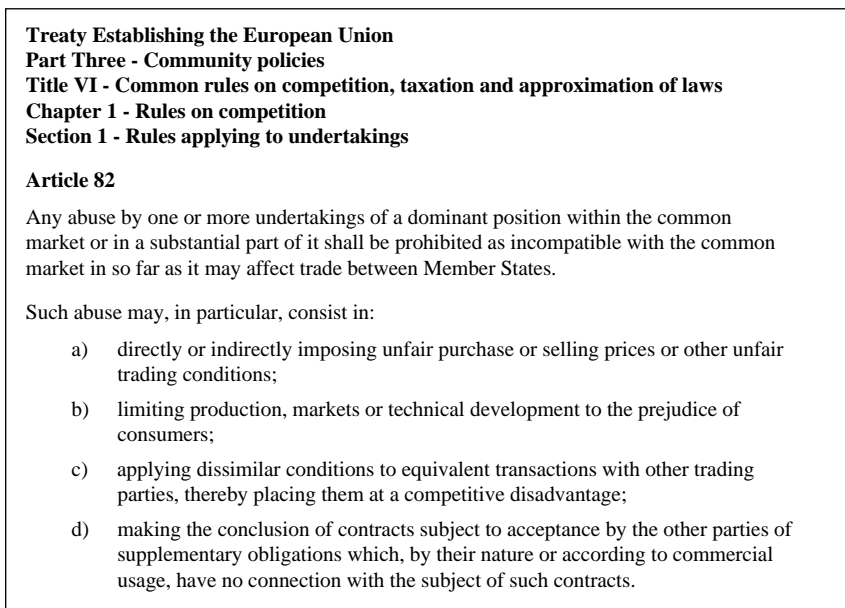 Treaty Establishing the European Union
Part Three - Community policies
Title VI - Common rules on competition, taxation and approximation of laws
Chapter 1 - Rules on competition
Section 1 - Rules applying to undertakings
Article 82
Any abuse by one or more undertakings of a dominant position within the common
market or in a substantial part of it shall be prohibited as incompatible with the common
market in so far as it may affect trade between Member States.
Such abuse may, in particular, consist in:
a) directly or indirectly imposing unfair purchase or selling prices or other unfair
trading conditions;
b) limiting production, markets or technical development to the prejudice of
consumers;
c) applying dissimilar conditions to equivalent transactions with other trading
parties, thereby placing them at a competitive disadvantage;
d) making the conclusion of contracts subject to acceptance by the other parties of
supplementary obligations which, by their nature or according to commercial
usage, have no connection with the subject of such contracts.